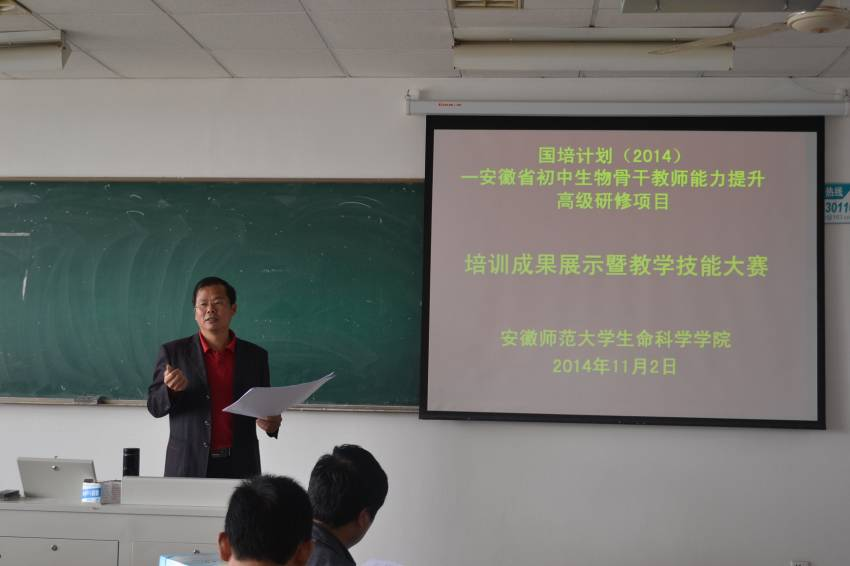 国培计划（2014）
—安徽省初中生物骨干教师能力提升
高级研修项目
培训成果展示暨教学技能大赛
安徽师范大学生命科学学院
2014年11月2日
热线
30110